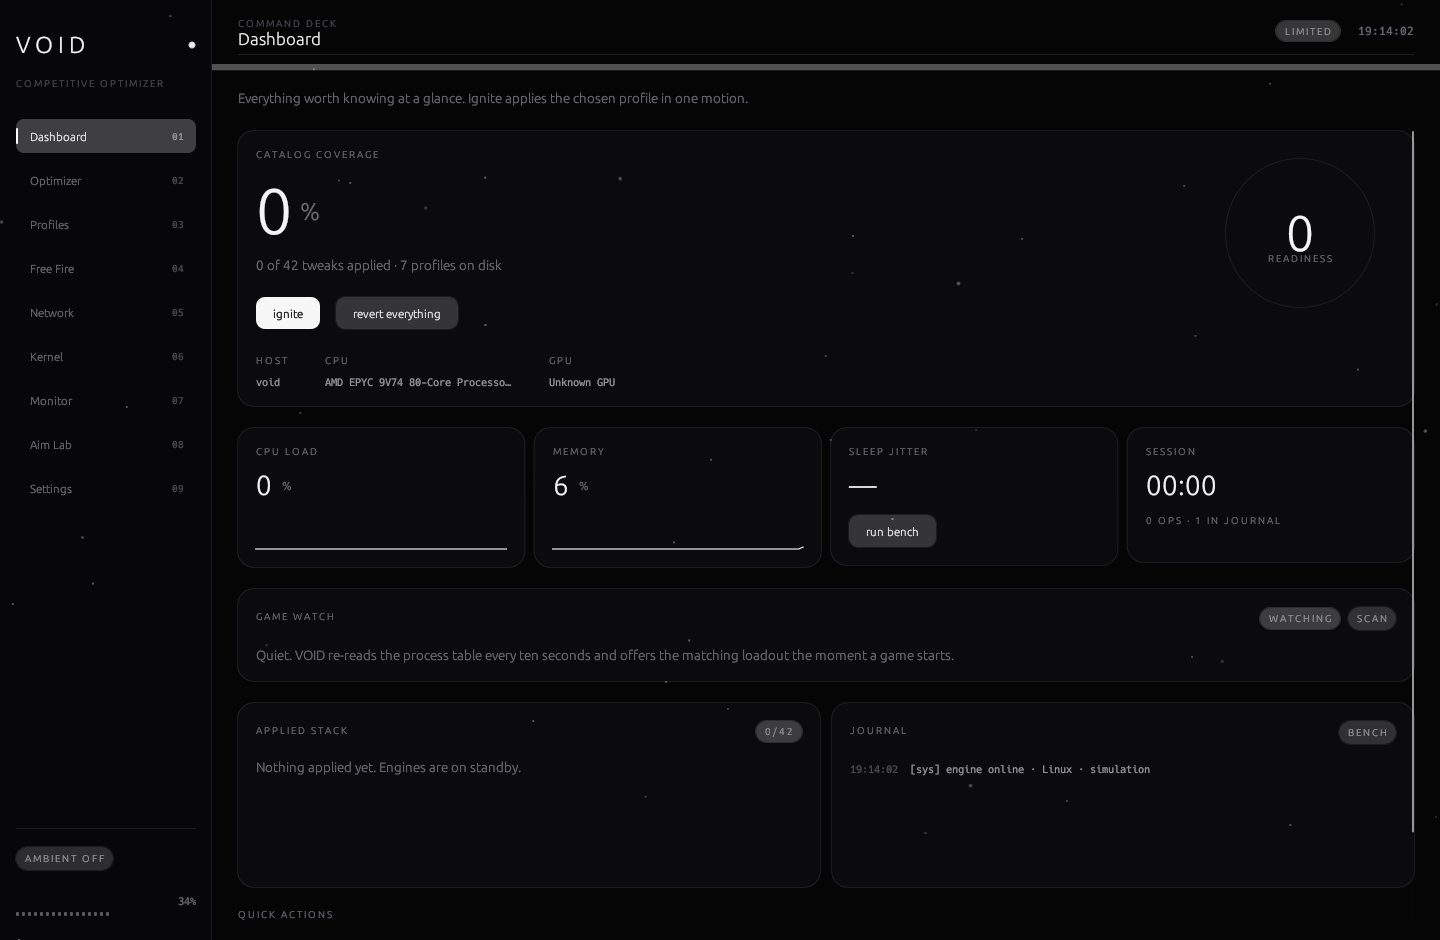 VOID
COMPETITIVE OPTIMIZER
Dashboard 01
Optimizer 02
Profiles 03
Free Fire 04
Network 05
Kernel 06
Monitor 07
Aim Lab 08
Settings 09
AMBIENT OFF
34%
COMMAND DECK
Dashboard
LIMITED 19:14:02
Everything worth knowing at a glance. Ignite applies the chosen profile in one motion.
CATALOG COVERAGE
0 %
0 of 42 tweaks applied · 7 profiles on disk
ignite revert everything
HOST CPU GPU
void AMD EPYC 9V74 80-Core Processo… Unknown GPU
0
READINESS
CPU LOAD
0 %
MEMORY
6 %
SLEEP JITTER
—
run bench
SESSION
00:00
0 OPS · 1 IN JOURNAL
GAME WATCH WATCHING SCAN
Quiet. VOID re-reads the process table every ten seconds and offers the matching loadout the moment a game starts.
APPLIED STACK 0/42
Nothing applied yet. Engines are on standby.
JOURNAL BENCH
19:14:02 [sys] engine online · Linux · simulation
QUICK ACTIONS